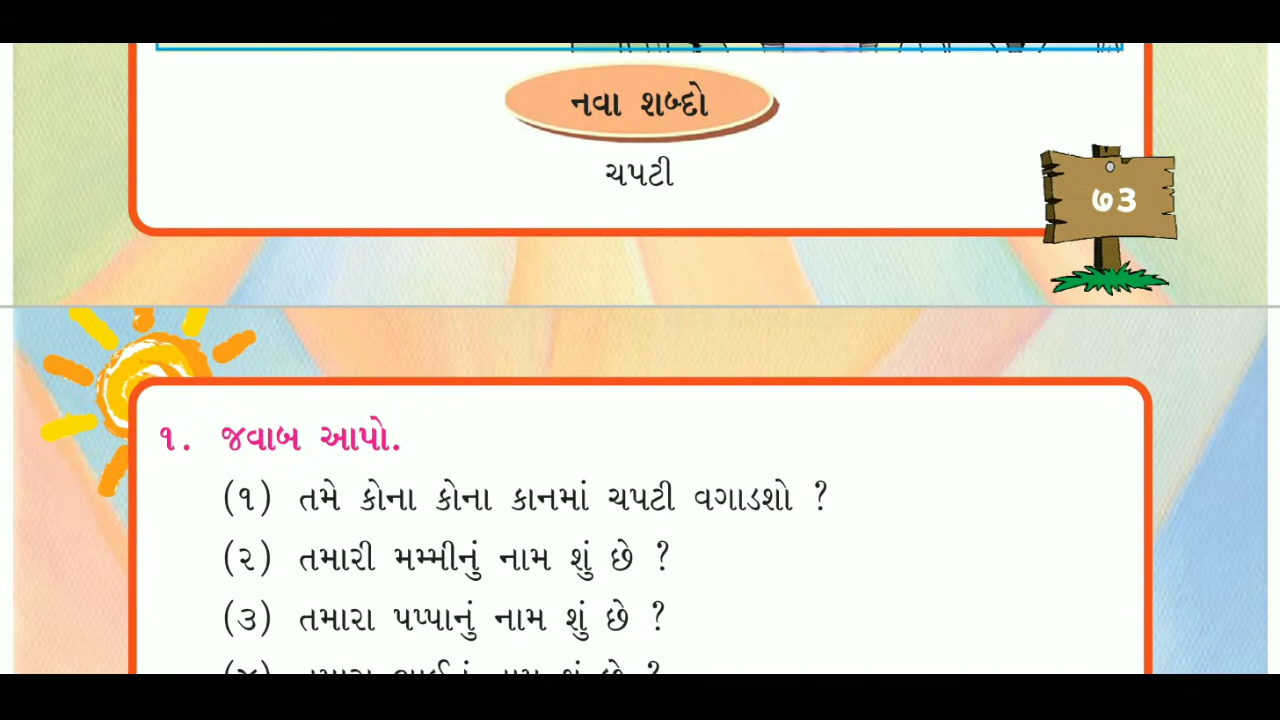 નવા શબ્દો
ચપટી
૭૩
૧. જવાબ આપો.
(૧) તમે કોના કોના કાનમાં ચપટી વગાડશો ?
(૨) તમારી મમ્મીનું નામ શું છે ?
(૩) તમારા પપ્પાનું નામ શું છે ?